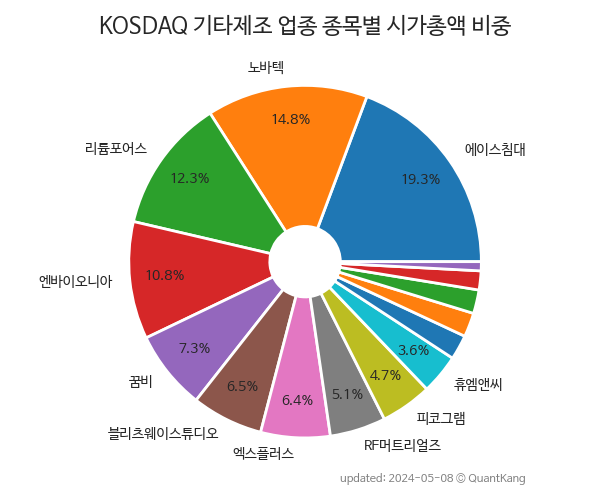 KOSDAQ 기타제조 업종 종목별 시가총액 비중
노바텍
14.8%
에이스침대
19.3%
리튬포어스
12.3%
엔바이오니아
10.8%
꿈비
7.3%
블리츠웨이스튜디오
6.5%
엑스플러스
6.4%
RF머트리얼즈
5.1%
피코그램
4.7%
휴엠앤씨
3.6%
updated: 2024-05-08 © QuantKang